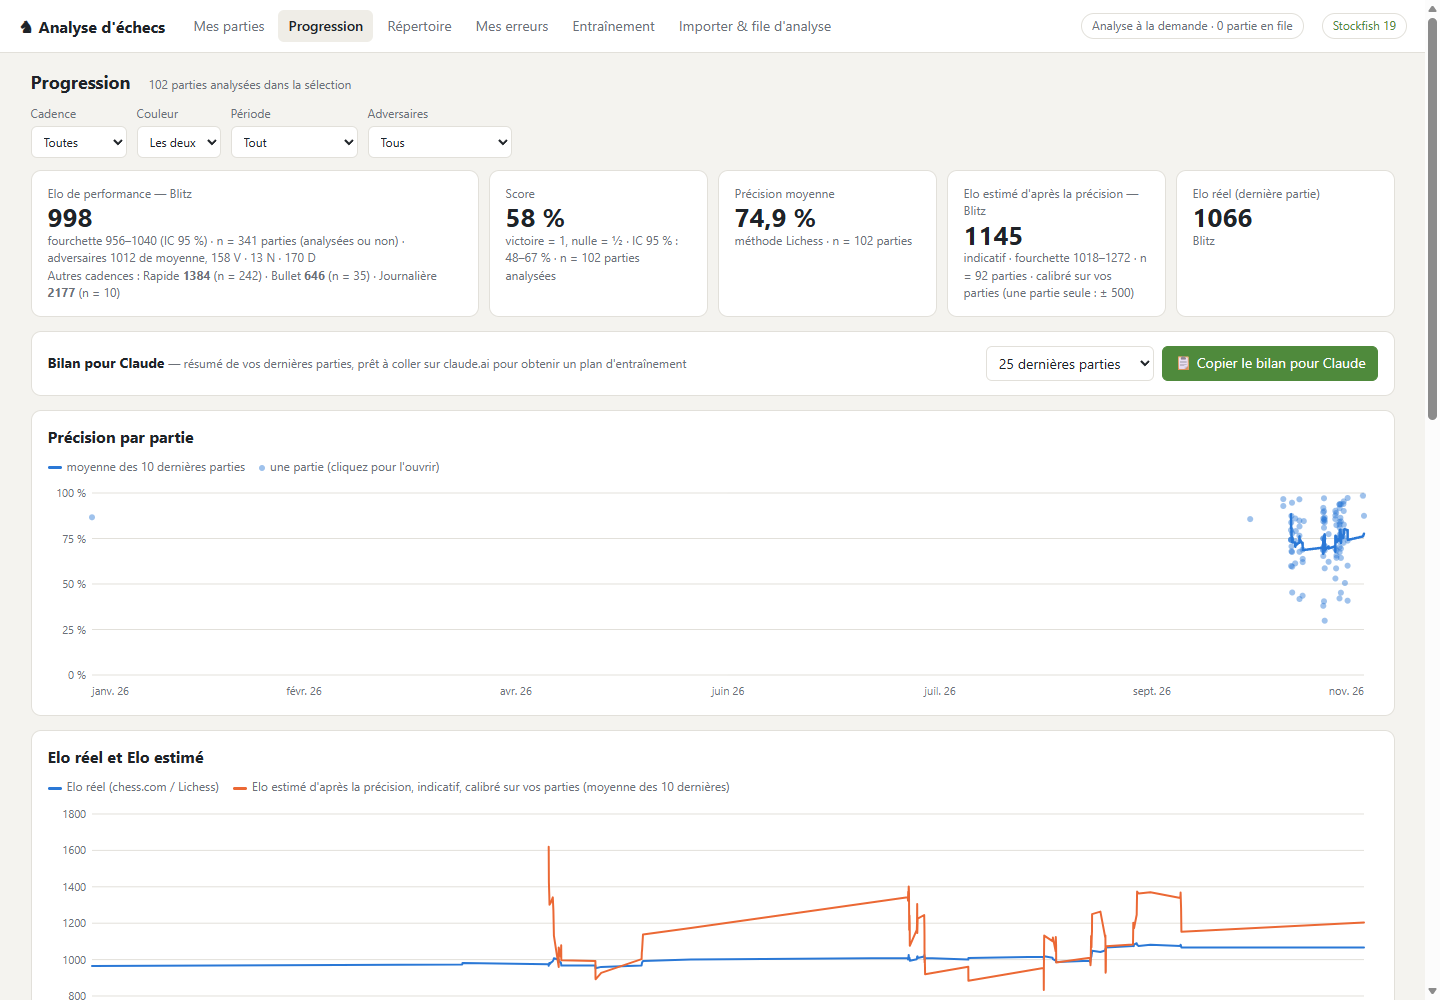 ♞ Analyse d'échecs
Mes parties
Progression
Répertoire
Mes erreurs
Entraînement
Importer & file d'analyse
Analyse à la demande · 0 partie en file
Stockfish 19
Progression
102 parties analysées dans la sélection
Cadence
Couleur
Période
Adversaires
Toutes
Les deux
Tout
Tous
Elo de performance — Blitz
998
fourchette 956–1040 (IC 95 %) · n = 341 parties (analysées ou non) ·
adversaires 1012 de moyenne, 158 V · 13 N · 170 D
Autres cadences : Rapide 1384 (n = 242) · Bullet 646 (n = 35) · Journalière
2177 (n = 10)
Score
58 %
victoire = 1, nulle = ½ · IC 95 % :
48–67 % · n = 102 parties
analysées
Précision moyenne
74,9 %
méthode Lichess · n = 102 parties
Elo estimé d'après la précision —
Blitz
1145
indicatif · fourchette 1018–1272 · n
= 92 parties · calibré sur vos
parties (une partie seule : ± 500)
Elo réel (dernière partie)
1066
Blitz
Bilan pour Claude — résumé de vos dernières parties, prêt à coller sur claude.ai pour obtenir un plan d'entraînement
25 dernières parties
📋 Copier le bilan pour Claude
Précision par partie
moyenne des 10 dernières parties
une partie (cliquez pour l'ouvrir)
100 %
75 %
50 %
25 %
0 %
janv. 26
févr. 26
avr. 26
juin 26
juil. 26
sept. 26
nov. 26
Elo réel et Elo estimé
Elo réel (chess.com / Lichess)
Elo estimé d'après la précision, indicatif, calibré sur vos parties (moyenne des 10 dernières)
1800
1600
1400
1200
1000
800